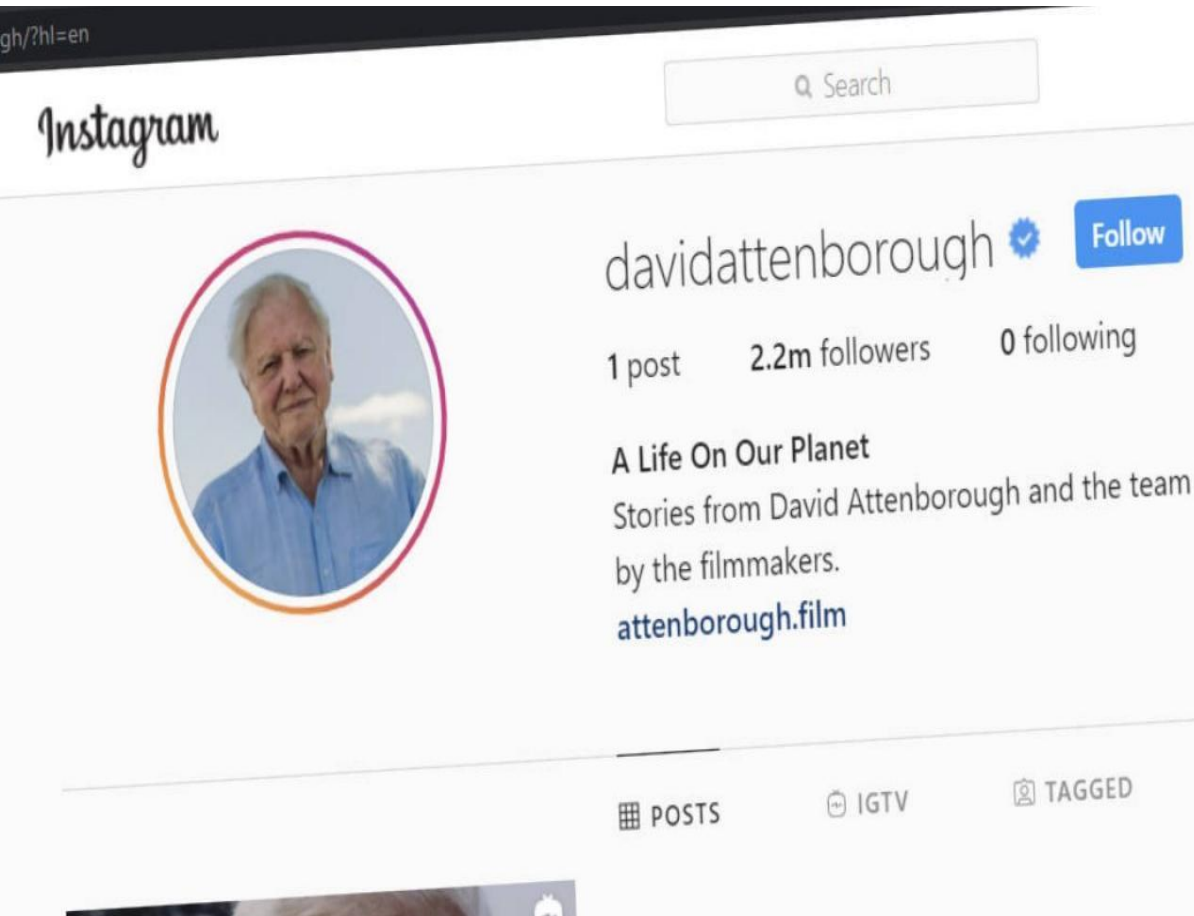 gh/?hl=en
Instagram
Search
davidattenborough Follow
1 post 2.2m followers 0 following
A Life On Our Planet
Stories from David Attenborough and the team
by the filmmakers.
attenborough.film
POSTS IGTV TAGGED